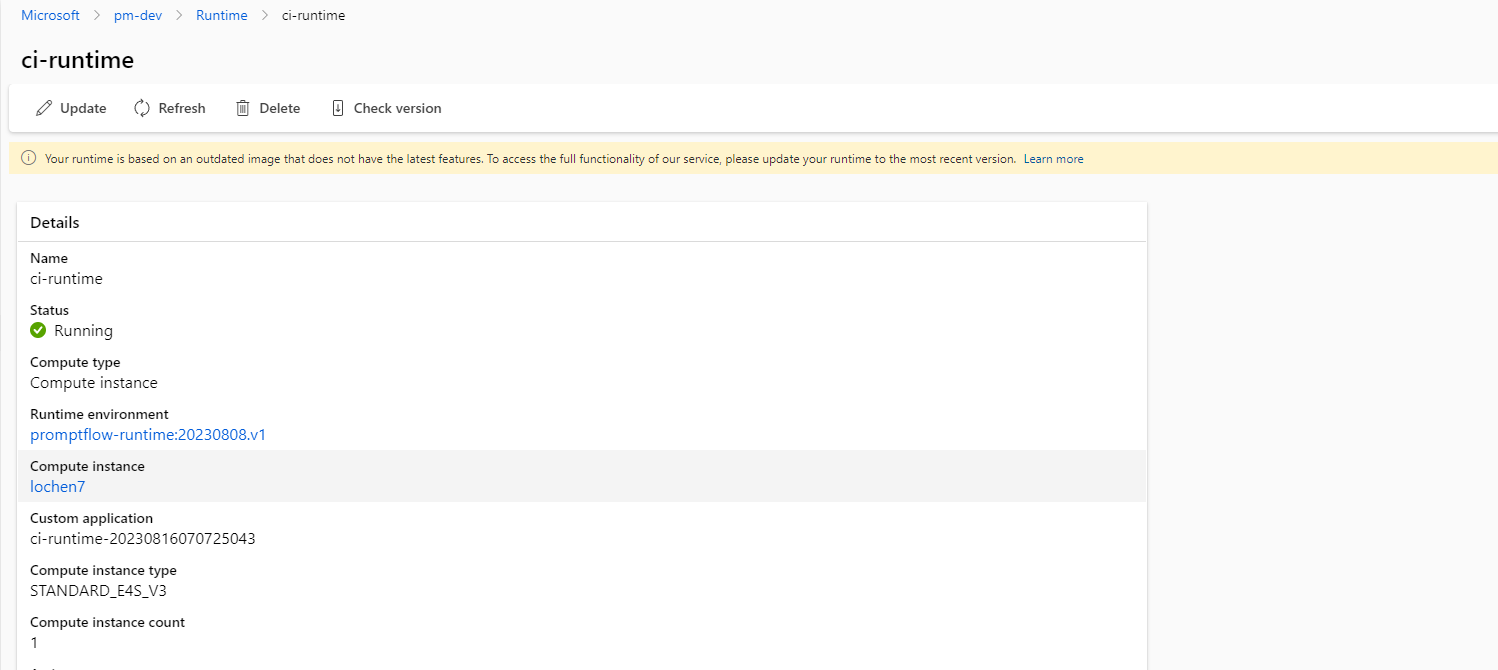 Microsoft > pm-dev > Runtime > ci-runtime
ci-runtime
Update Refresh Delete Check version
Your runtime is based on an outdated image that does not have the latest features. To access the full functionality of our service, please update your runtime to the most recent version. Learn more
Details
Name
ci-runtime
Status
Running
Compute type
Compute instance
Runtime environment
promptflow-runtime:20230808.v1
Compute instance
lochen7
Custom application
ci-runtime-20230816070725043
Compute instance type
STANDARD_E4S_V3
Compute instance count
1